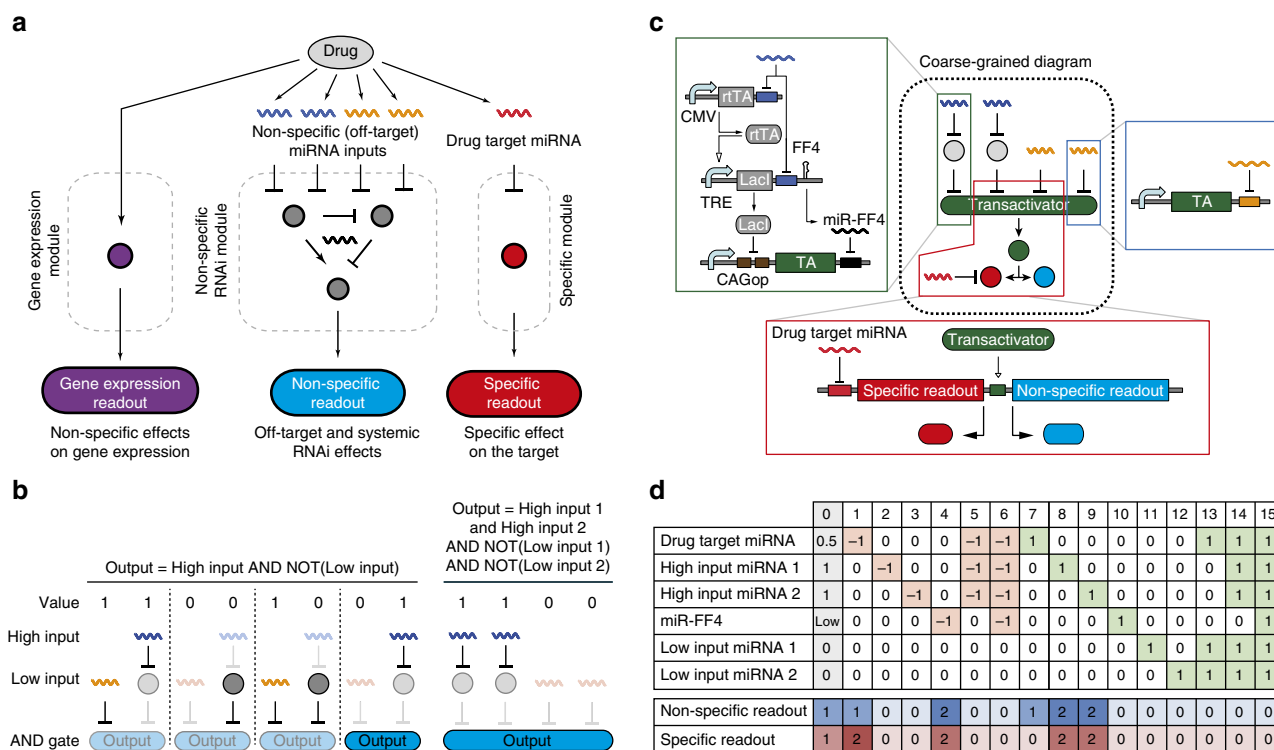 a
Drug
Non-specific (off-target)
miRNA inputs
Drug target miRNA
Gene expression
module
Non-specific
RNAi module
Specific module
Gene expression
readout
Non-specific
readout
Specific
readout
Non-specific effects
on gene expression
Off-target and systemic
RNAi effects
Specific effect
on the target
b
Output = High input AND NOT(Low input)
Output = High input 1
and High input 2
AND NOT(Low input 1)
AND NOT(Low input 2)
Value 1 1 0 0 1 0 0 1 1 1 0 0
High input
Low input
AND gate Output Output Output Output Output
c
Coarse-grained diagram
rtTA
CMV
rtTA
FF4
LacI
TRE
LacI
miR-FF4
TA
CAGop
Transactivator
TA
Drug target miRNA
Transactivator
Specific readout
Non-specific readout
d
0 1 2 3 4 5 6 7 8 9 10 11 12 13 14 15
Drug target miRNA 0.5 –1 0 0 0 –1 –1 1 0 0 0 0 0 1 1 1
High input miRNA 1 1 0 –1 0 0 –1 –1 0 1 0 0 0 0 0 1 1
High input miRNA 2 1 0 0 –1 0 –1 –1 0 0 1 0 0 0 0 1 1
miR-FF4 Low 0 0 0 –1 0 –1 0 0 0 1 0 0 0 0 1
Low input miRNA 1 0 0 0 0 0 0 0 0 0 0 0 1 0 1 1 1
Low input miRNA 2 0 0 0 0 0 0 0 0 0 0 0 0 1 1 1 1
Non-specific readout 1 1 0 0 2 0 0 1 2 2 0 0 0 0 0 0
Specific readout 1 2 0 0 2 0 0 0 2 2 0 0 0 0 0 0